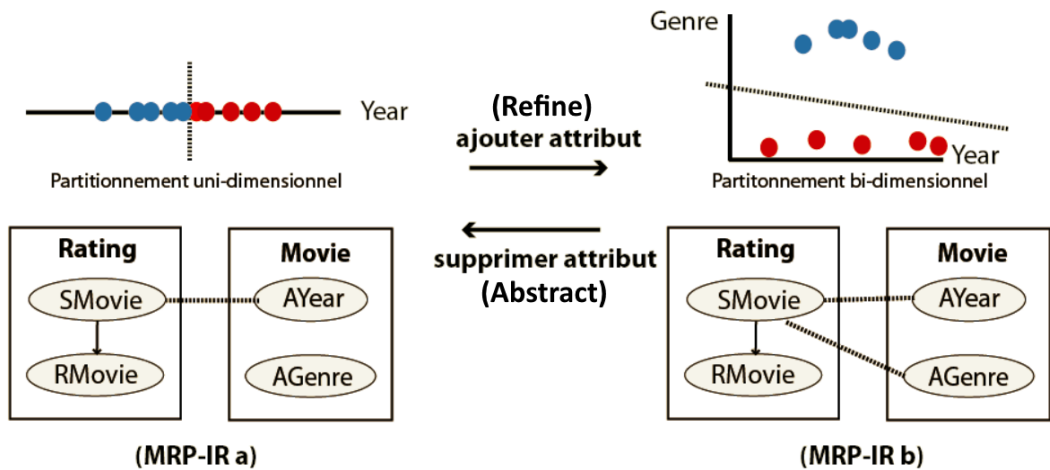 Year
Partitionnement uni-dimensionnel
(Refine)
ajouter attribut
supprimer attribut
(Abstract)
Genre
Year
Partitonnement bi-dimensionnel
Rating
SMovie
RMovie
Movie
AYear
AGenre
(MRP-IR a)
Rating
SMovie
RMovie
Movie
AYear
AGenre
(MRP-IR b)